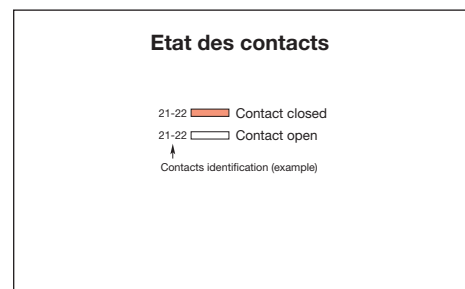 Etat des contacts
21-22 Contact closed
21-22 Contact open
Contacts identification (example)